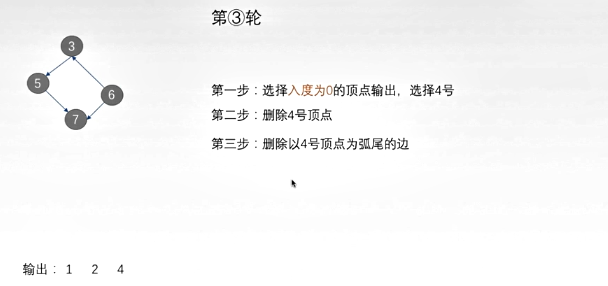 第③轮
3
5
6
7
第一步：选择入度为0的顶点输出，选择4号
第二步：删除4号顶点
第三步：删除以4号顶点为弧尾的边
输出： 1 2 4